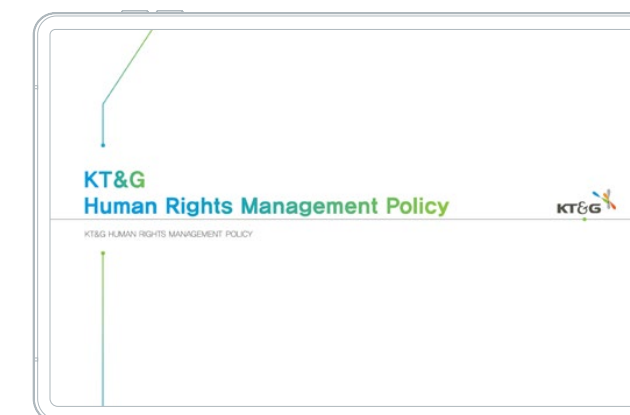 KT&G
Human Rights Management Policy
KT&G
KT&G HUMAN RIGHTS MANAGEMENT POLICY